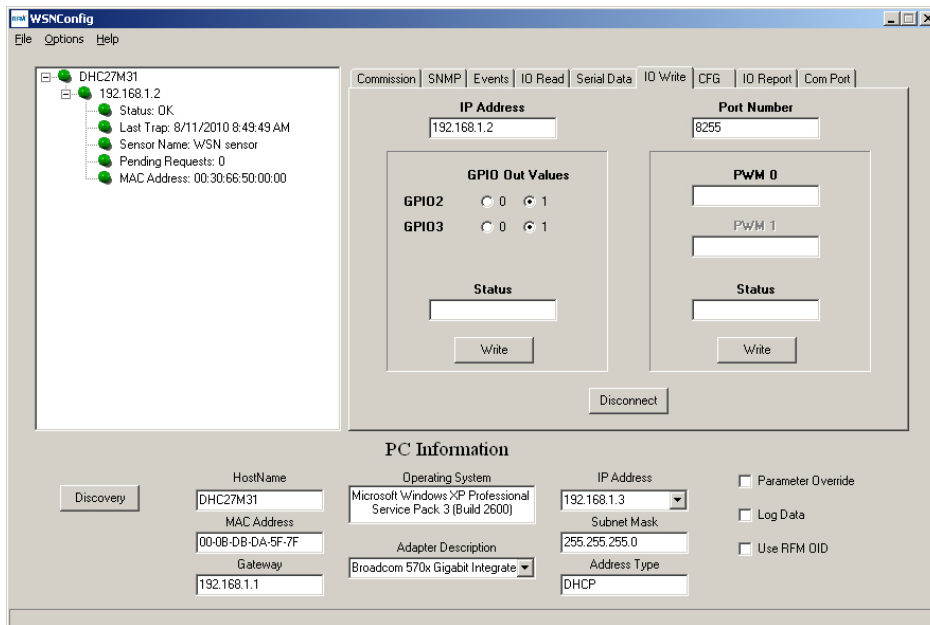 RFM WSNConfig
File Options Help
DHC27M31
192.168.1.2
Status: OK
Last Trap: 8/11/2010 8:49:49 AM
Sensor Name: WSN sensor
Pending Requests: 0
MAC Address: 00:30:66:50:00:00
Commission SNMP Events IO Read Serial Data IO Write CFG IO Report Com Port
IP Address Port Number
192.168.1.2 8255
GPIO Out Values PWM 0
GPIO2 0 1
PWM 1
GPIO3 0 1
Status Status
Write Write
Disconnect
PC Information
Discovery
HostName
DHC27M31
MAC Address
00-0B-DB-DA-5F-7F
Gateway
192.168.1.1
Operating System
Microsoft Windows XP Professional
Service Pack 3 (Build 2600)
Adapter Description
Broadcom 570x Gigabit Integrate
IP Address
192.168.1.3
Subnet Mask
255.255.255.0
Address Type
DHCP
Parameter Override
Log Data
Use RFM OID